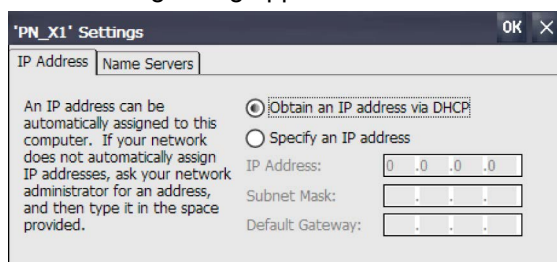 'PN_X1' Settings OK ×
IP Address Name Servers
An IP address can be
automatically assigned to this
computer. If your network
does not automatically assign
IP addresses, ask your network
administrator for an address,
and then type it in the space
provided.
Obtain an IP address via DHCP
Specify an IP address
IP Address: 0 .0 .0 .0
Subnet Mask: . . .
Default Gateway: . . .